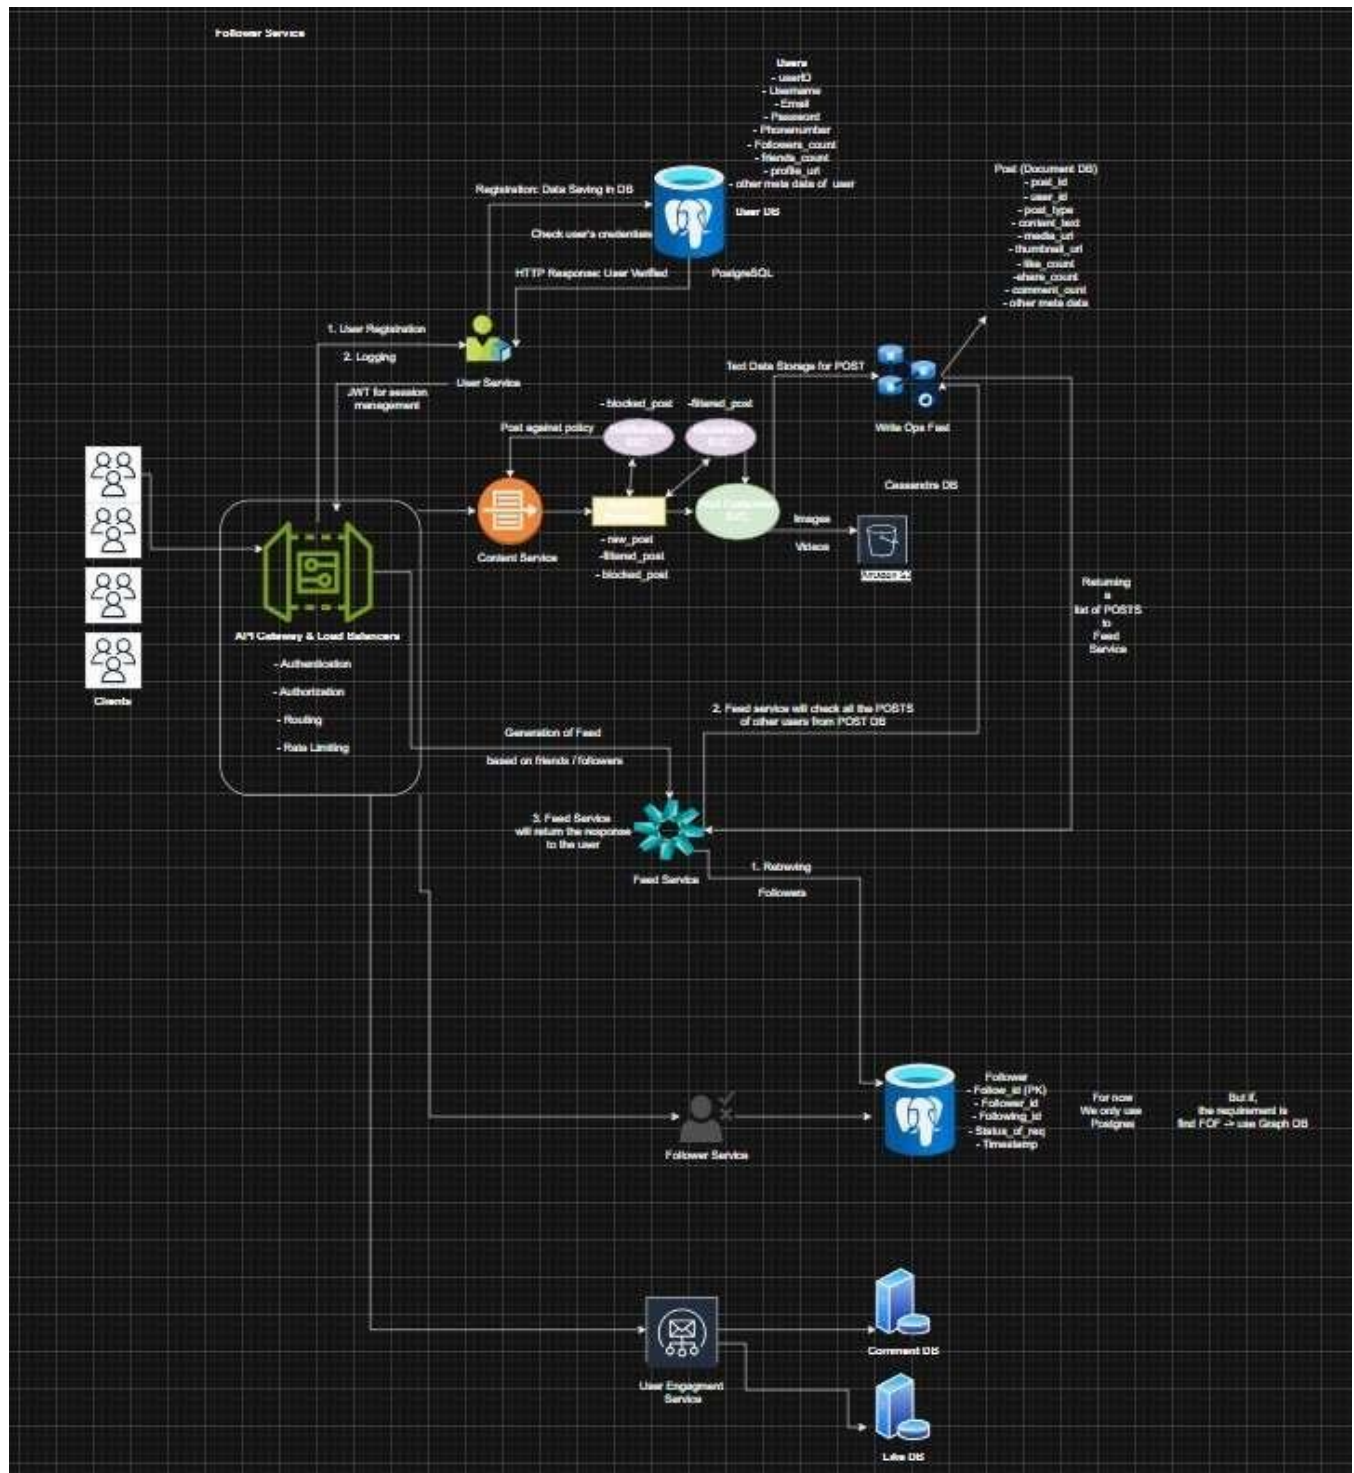 Follower Service
Users
- userID
- Username
- Email
- Password
- Phonenumber
- Followers_count
- friends_count
- profile_url
- other meta data of user
User DB
PostgreSQL
Registration: Data Saving in DB
Check user's credentials
HTTP Response: User Verified
Post (Document DB)
- post_id
- user_id
- post_type
- content_text
- media_url
- thumbnail_url
- like_count
-share_count
- comment_ount
- other meta data
1. User Registration
2. Logging
User Service
JWT for session
management
Text Data Storage for POST
Write Ops Fast
Cassandra DB
- blocked_post
-filtered_post
Post against policy
Content Service
- new_post
-filtered_post
- blocked_post
Images
Videos
Returning
a
list of POSTS
to
Feed
Service
Clients
API Gateway & Load Balancers
- Authentication
- Authorization
- Routing
- Rate Limiting
2. Feed service will check all the POSTS
of other users from POST DB
Generation of Feed
based on friends / followers
3. Feed Service
will return the response
to the user
Feed Service
1. Retreving
Followers
Follower
- Follow_id (PK)
- Follower_id
- Following_id
- Status_of_req
- Timestamp
For now
We only use
Postgres
But if,
the requirement is
find FOF -> use Graph DB
Follower Service
User Engagment
Service
Comment DB
Like DB